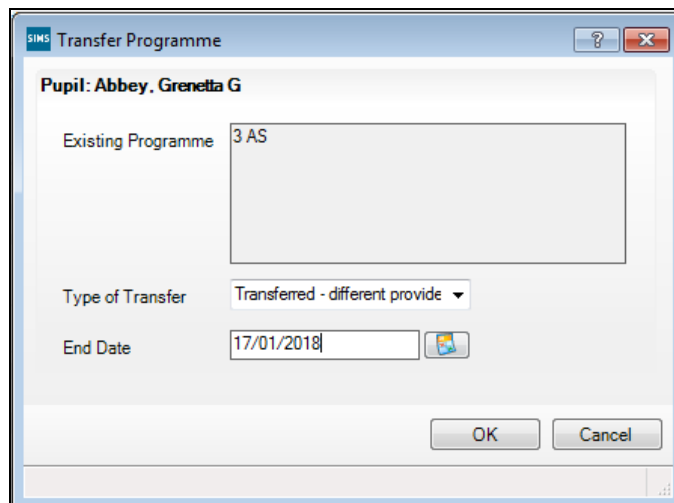 SIMS Transfer Programme ?
Pupil: Abbey, Grenetta G
Existing Programme 3 AS
Type of Transfer Transferred - different provide
End Date 17/01/2018
OK Cancel